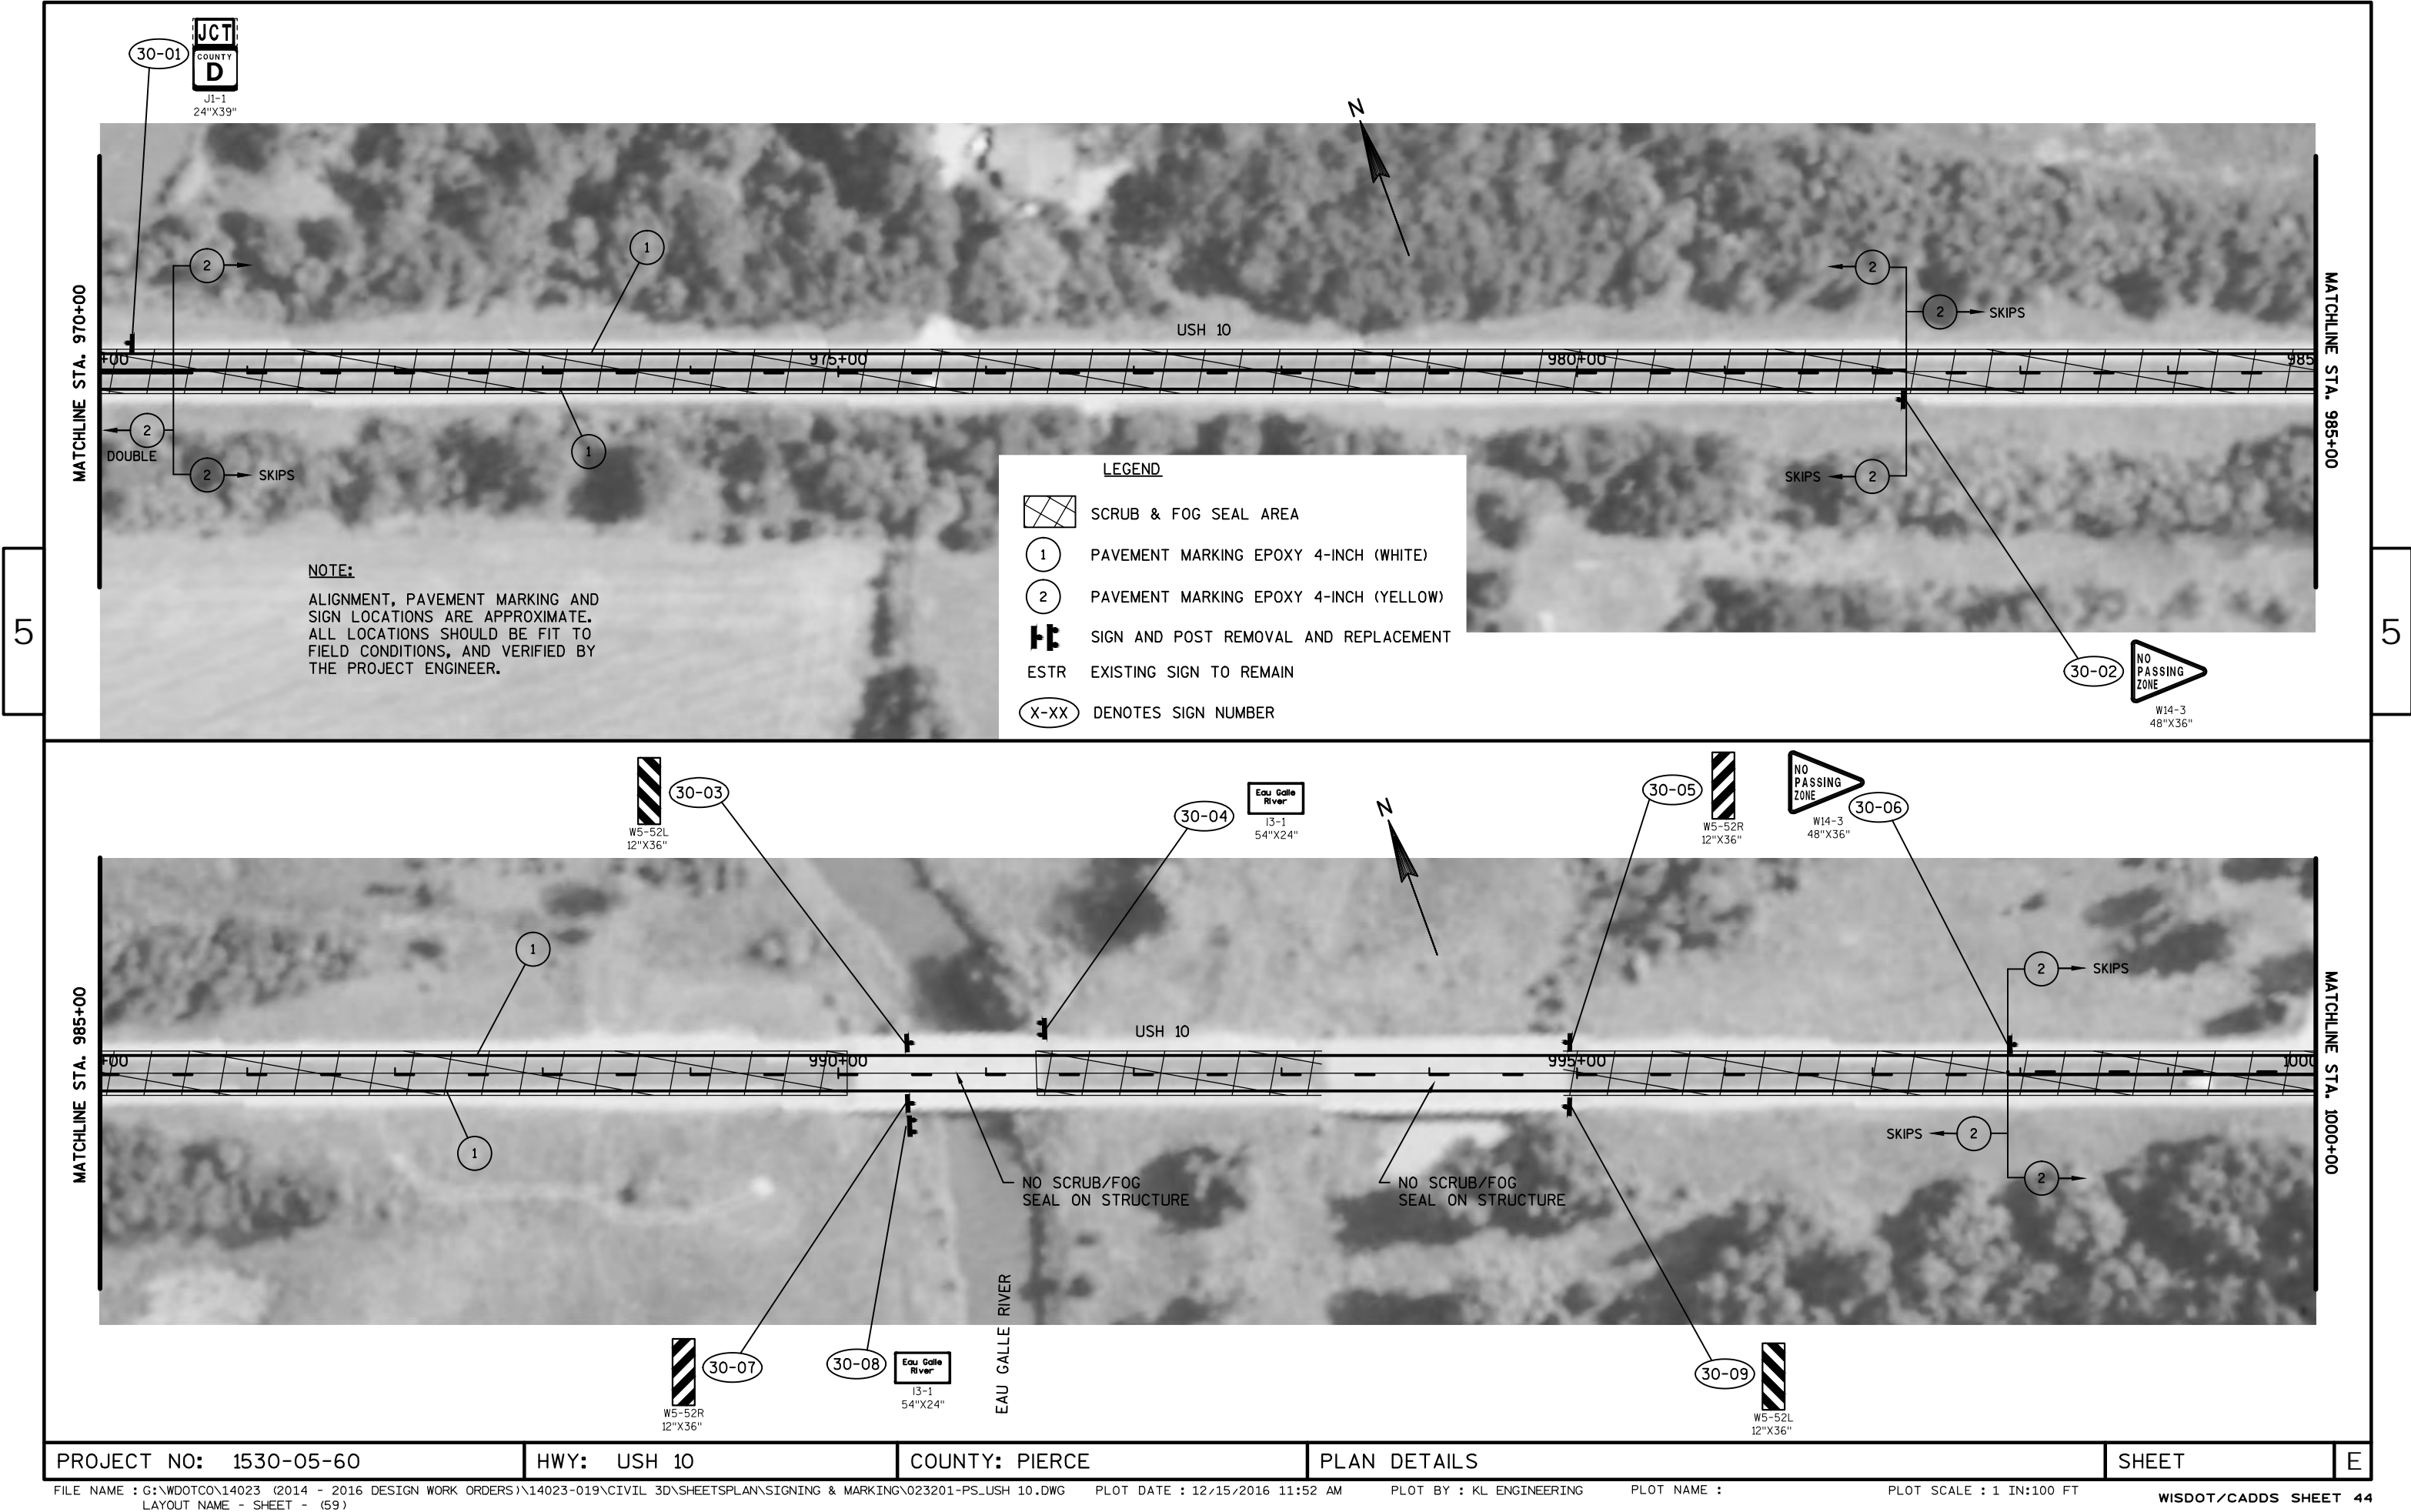 JCT
COUNTY
D
30-01
J1-1
24"X39"
N
MATCHLINE STA. 970+00
MATCHLINE STA. 985+00
1
2
2
2 SKIPS
USH 10
+00
975+00
980+00
985
2
DOUBLE
2 SKIPS
1
SKIPS 2
LEGEND
SCRUB & FOG SEAL AREA
1 PAVEMENT MARKING EPOXY 4-INCH (WHITE)
2 PAVEMENT MARKING EPOXY 4-INCH (YELLOW)
SIGN AND POST REMOVAL AND REPLACEMENT
ESTR EXISTING SIGN TO REMAIN
X-XX DENOTES SIGN NUMBER
NOTE:
ALIGNMENT, PAVEMENT MARKING AND
SIGN LOCATIONS ARE APPROXIMATE.
ALL LOCATIONS SHOULD BE FIT TO
FIELD CONDITIONS, AND VERIFIED BY
THE PROJECT ENGINEER.
5
5
30-02
NO
PASSING
ZONE
W14-3
48"X36"
30-03
W5-52L
12"X36"
30-04
Eau Galle
River
I3-1
54"X24"
N
30-05
W5-52R
12"X36"
NO
PASSING
ZONE
W14-3
48"X36"
30-06
MATCHLINE STA. 985+00
MATCHLINE STA. 1000+00
1
2 SKIPS
USH 10
+00
990+00
995+00
1000
SKIPS 2
1
2
NO SCRUB/FOG
SEAL ON STRUCTURE
NO SCRUB/FOG
SEAL ON STRUCTURE
EAU GALLE RIVER
30-07
W5-52R
12"X36"
30-08
Eau Galle
River
I3-1
54"X24"
30-09
W5-52L
12"X36"
PROJECT NO: 1530-05-60
HWY: USH 10
COUNTY: PIERCE
PLAN DETAILS
SHEET
E
FILE NAME : G:\WDOTCO\14023 (2014 - 2016 DESIGN WORK ORDERS)\14023-019\CIVIL 3D\SHEETSPLAN\SIGNING & MARKING\023201-PS_USH 10.DWG
PLOT DATE : 12/15/2016 11:52 AM
PLOT BY : KL ENGINEERING
PLOT NAME :
PLOT SCALE : 1 IN:100 FT
LAYOUT NAME - SHEET - (59)
WISDOT/CADDS SHEET 44